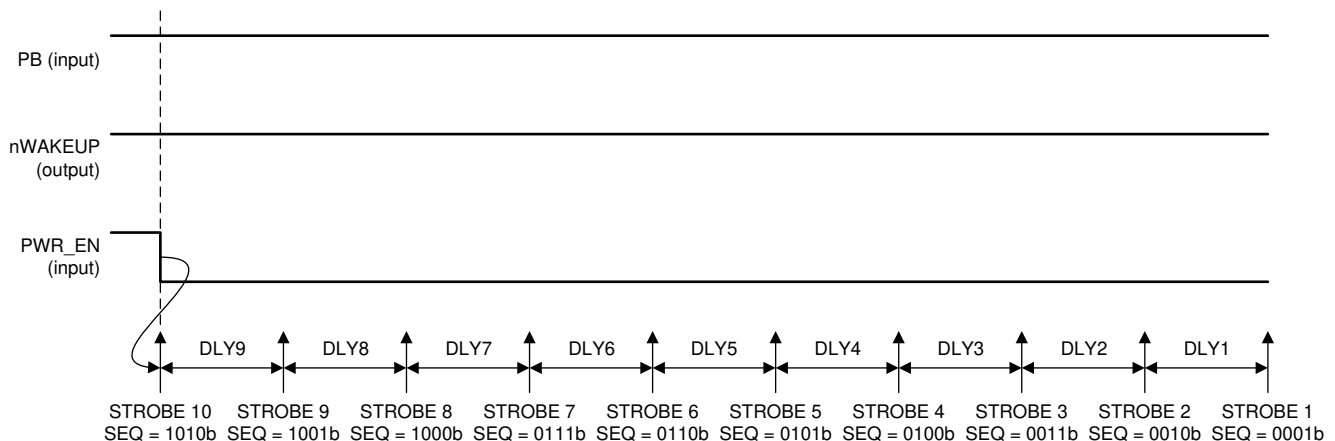 PB (input)
nWAKEUP
(output)
PWR_EN
(input)
DLY9 DLY8 DLY7 DLY6 DLY5 DLY4 DLY3 DLY2 DLY1
STROBE 10 STROBE 9 STROBE 8 STROBE 7 STROBE 6 STROBE 5 STROBE 4 STROBE 3 STROBE 2 STROBE 1
SEQ = 1010b SEQ = 1001b SEQ = 1000b SEQ = 0111b SEQ = 0110b SEQ = 0101b SEQ = 0100b SEQ = 0011b SEQ = 0010b SEQ = 0001b